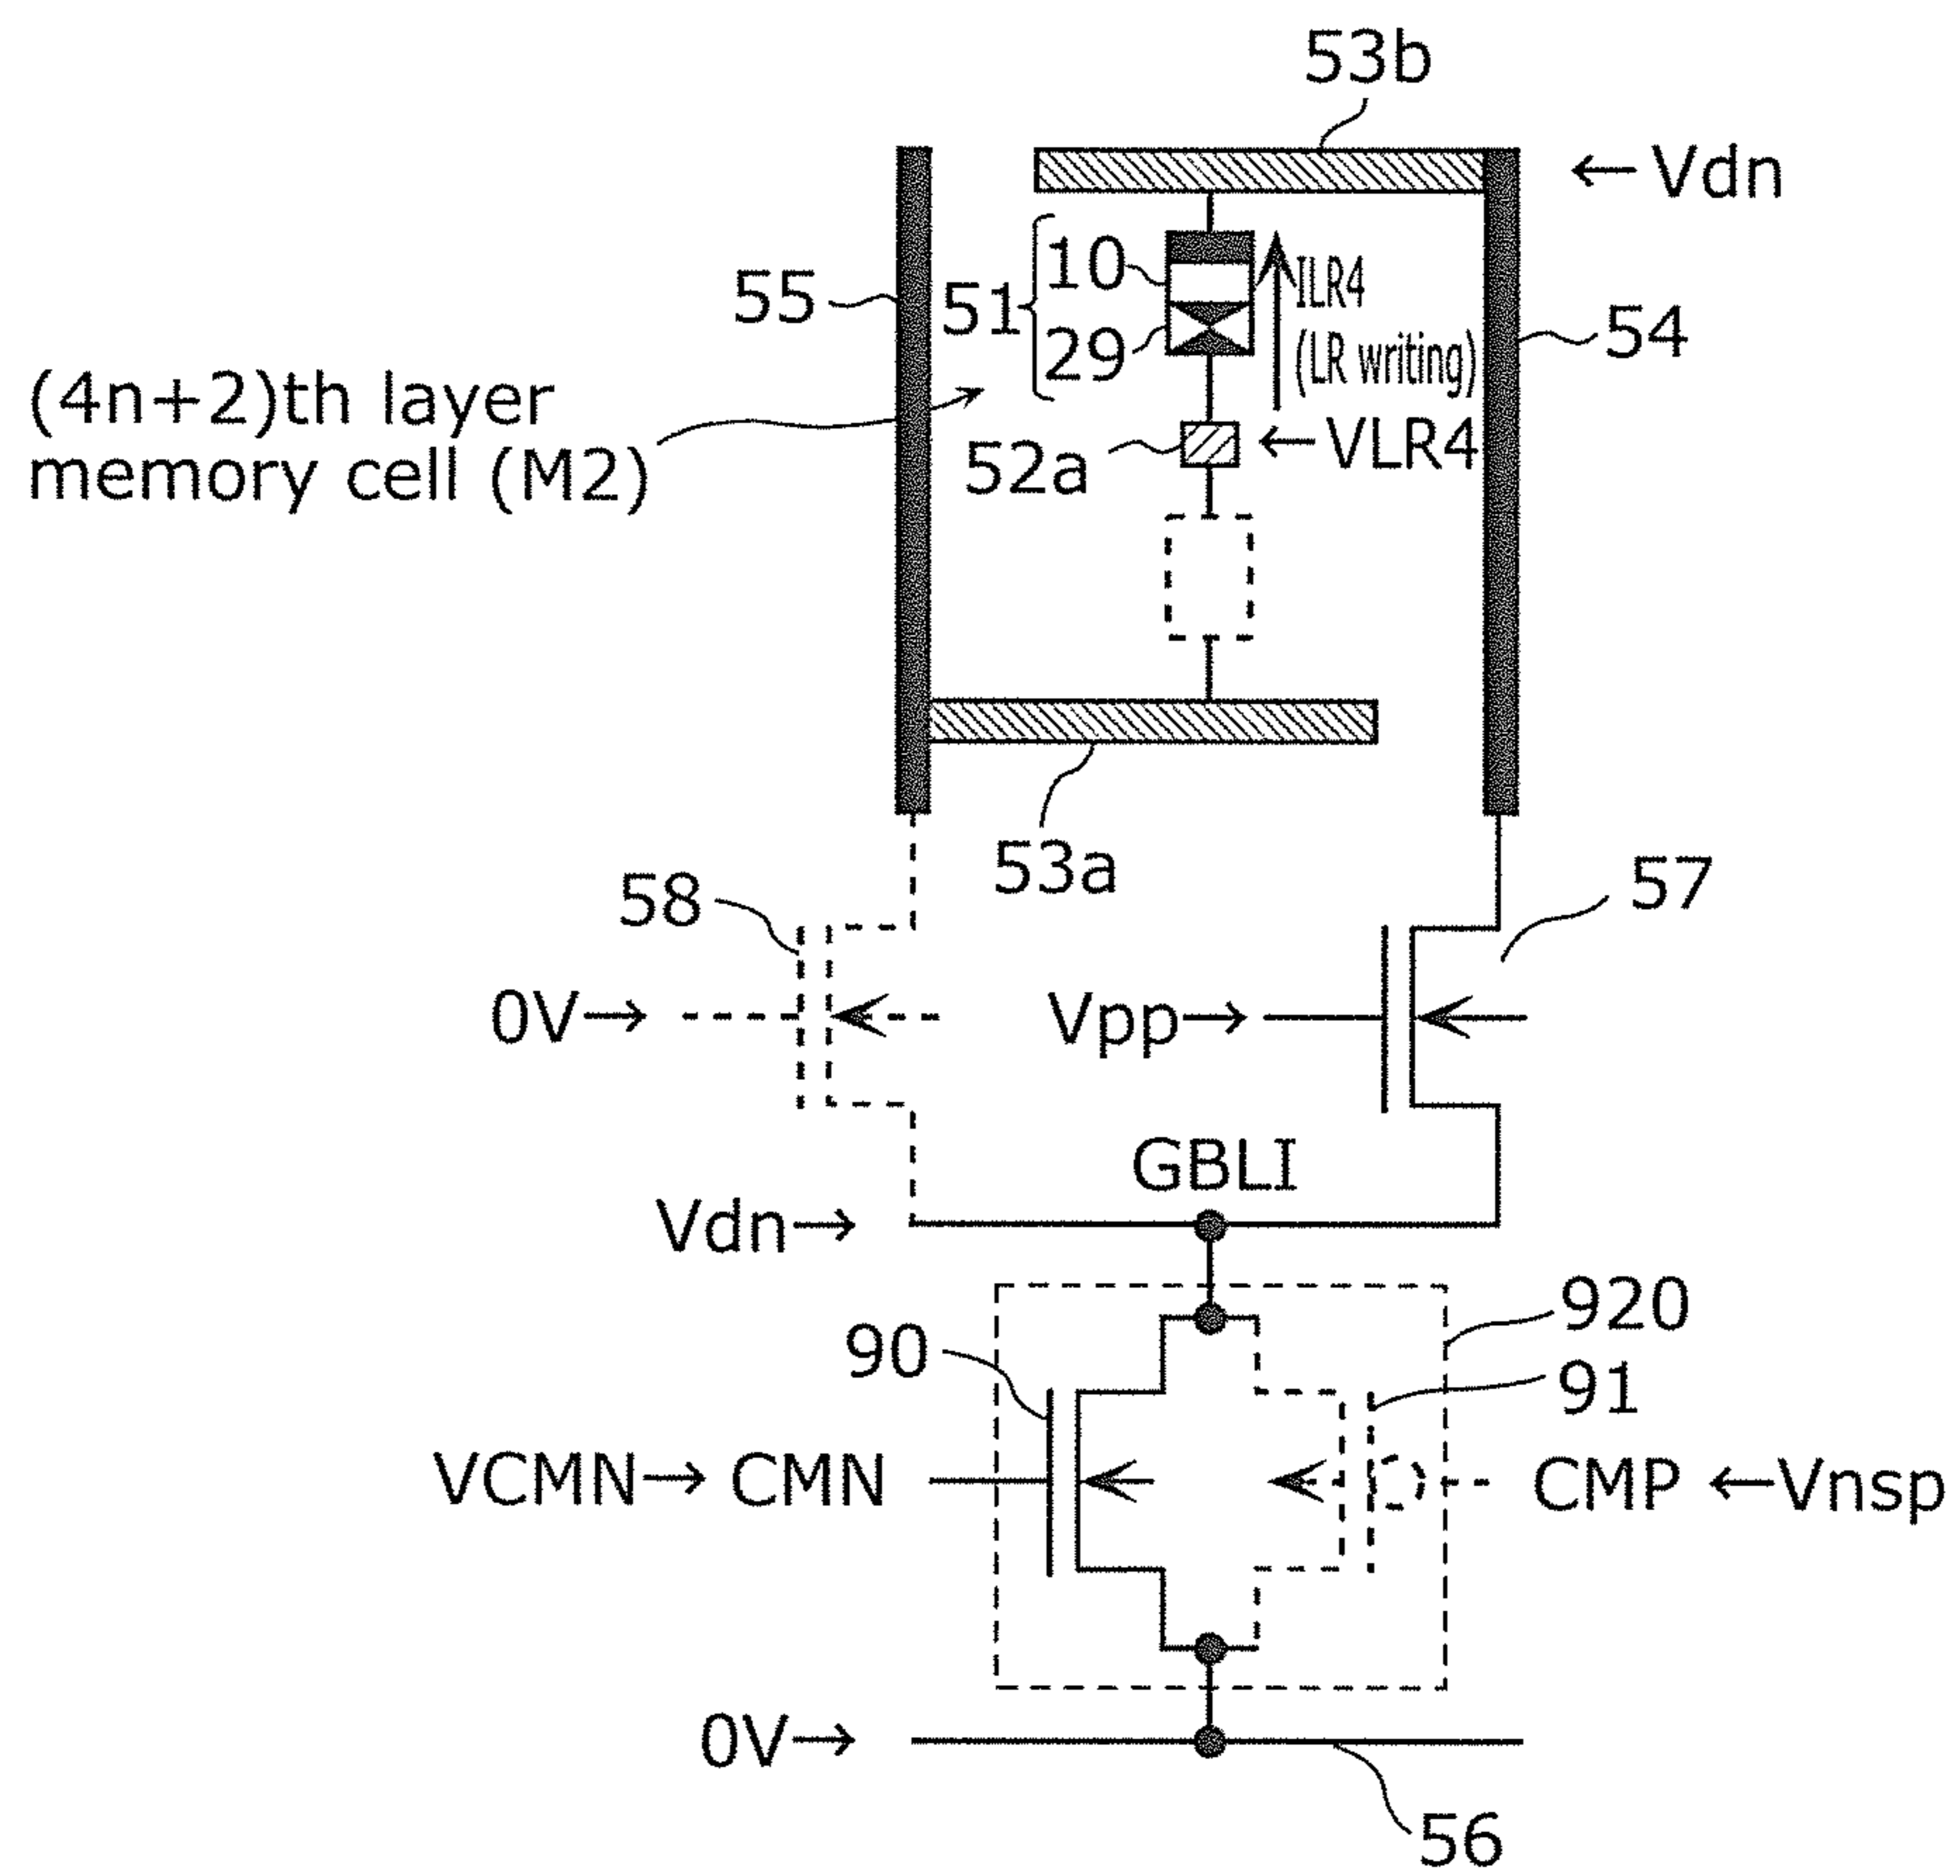 53b
←Vdn
10
ILR4
55
51
54
29
(LR writing)
(4n+2)th layer
memory cell (M2)
52a
←VLR4
53a
58
57
0V→
Vpp→
GBLI
Vdn→
920
90
91
VCMN→ CMN
CMP ←Vnsp
0V→
56